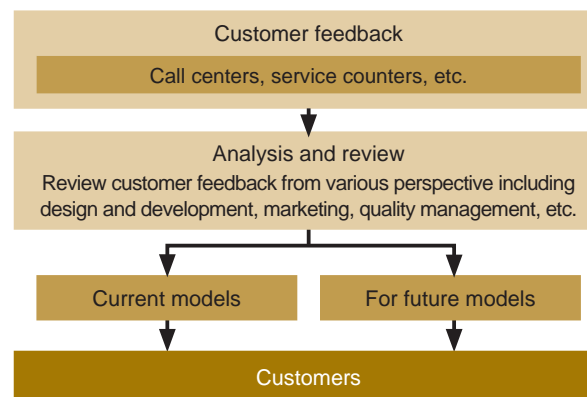 Customer feedback
Call centers, service counters, etc.
Analysis and review
Review customer feedback from various perspective including
design and development, marketing, quality management, etc.
Current models
For future models
Customers